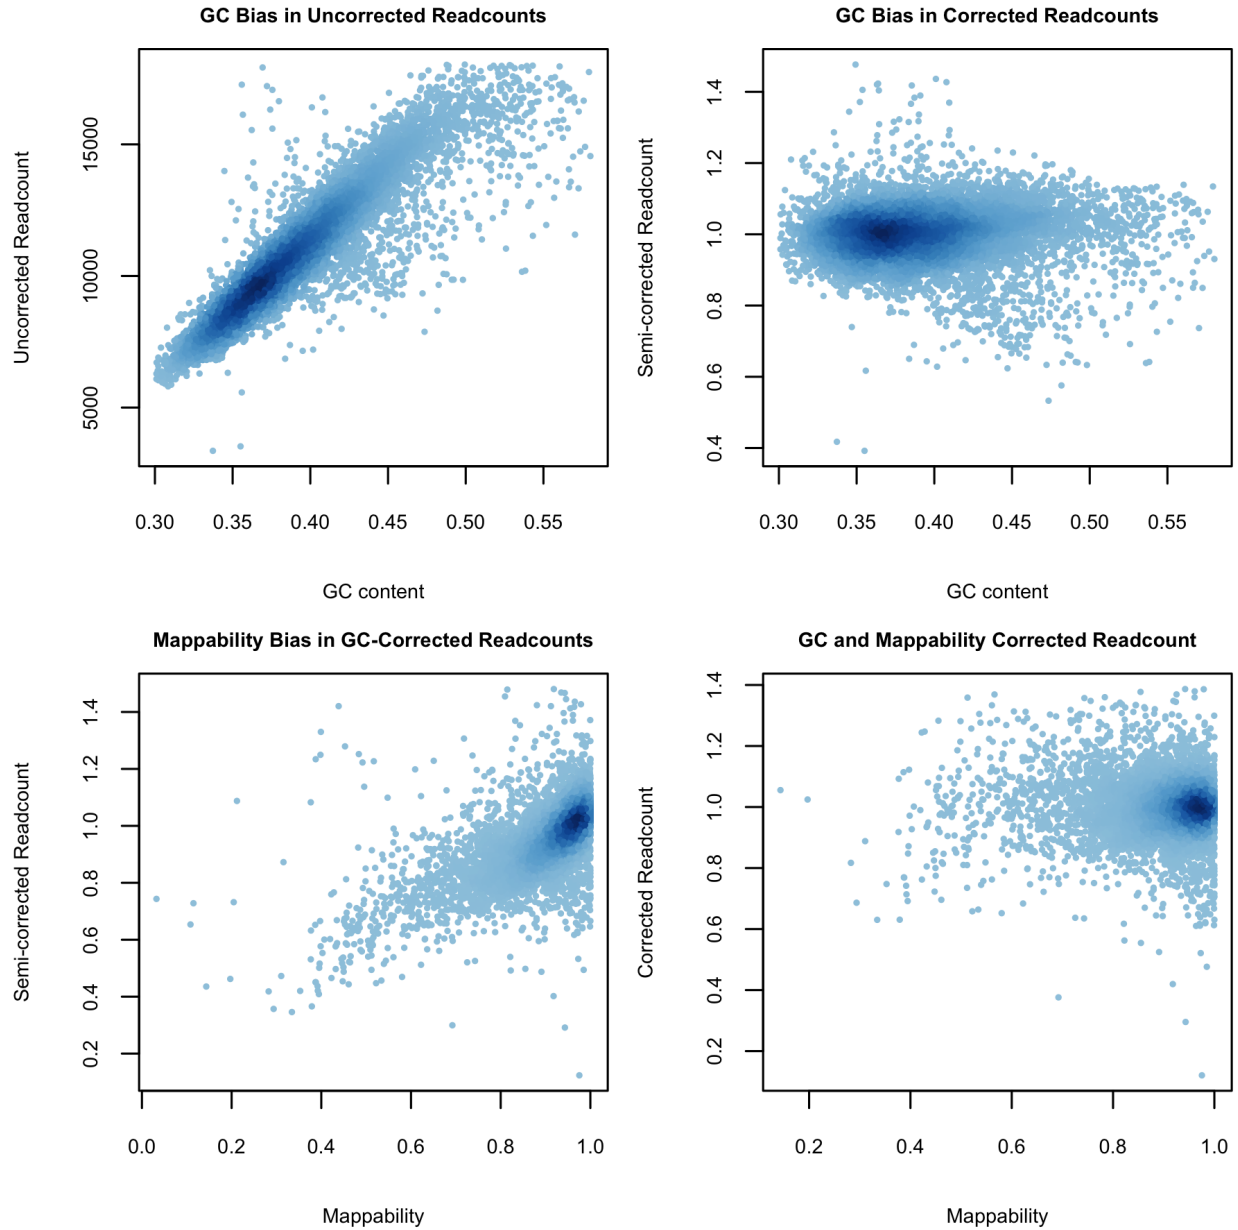 GC Bias in Uncorrected Readcounts
Uncorrected Readcount
15000
10000
5000
0.30 0.35 0.40 0.45 0.50 0.55
GC content
GC Bias in Corrected Readcounts
Semi-corrected Readcount
1.4
1.2
1.0
0.8
0.6
0.4
0.30 0.35 0.40 0.45 0.50 0.55
GC content
Mappability Bias in GC-Corrected Readcounts
Semi-corrected Readcount
1.4
1.2
1.0
0.8
0.6
0.4
0.2
0.0 0.2 0.4 0.6 0.8 1.0
Mappability
GC and Mappability Corrected Readcount
Corrected Readcount
1.4
1.2
1.0
0.8
0.6
0.4
0.2
0.2 0.4 0.6 0.8 1.0
Mappability